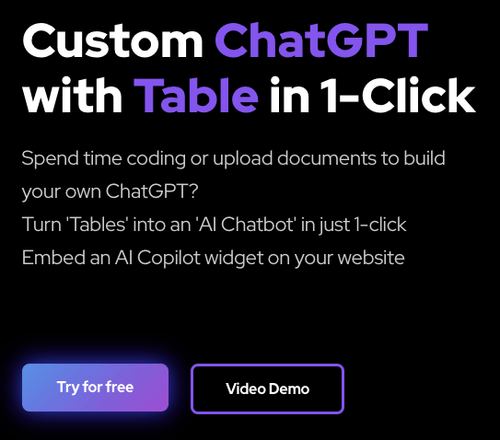 Custom ChatGPT
with Table in 1-Click
Spend time coding or upload documents to build
your own ChatGPT?
Turn 'Tables' into an 'AI Chatbot' in just 1-click
Embed an AI Copilot widget on your website
Try for free
Video Demo